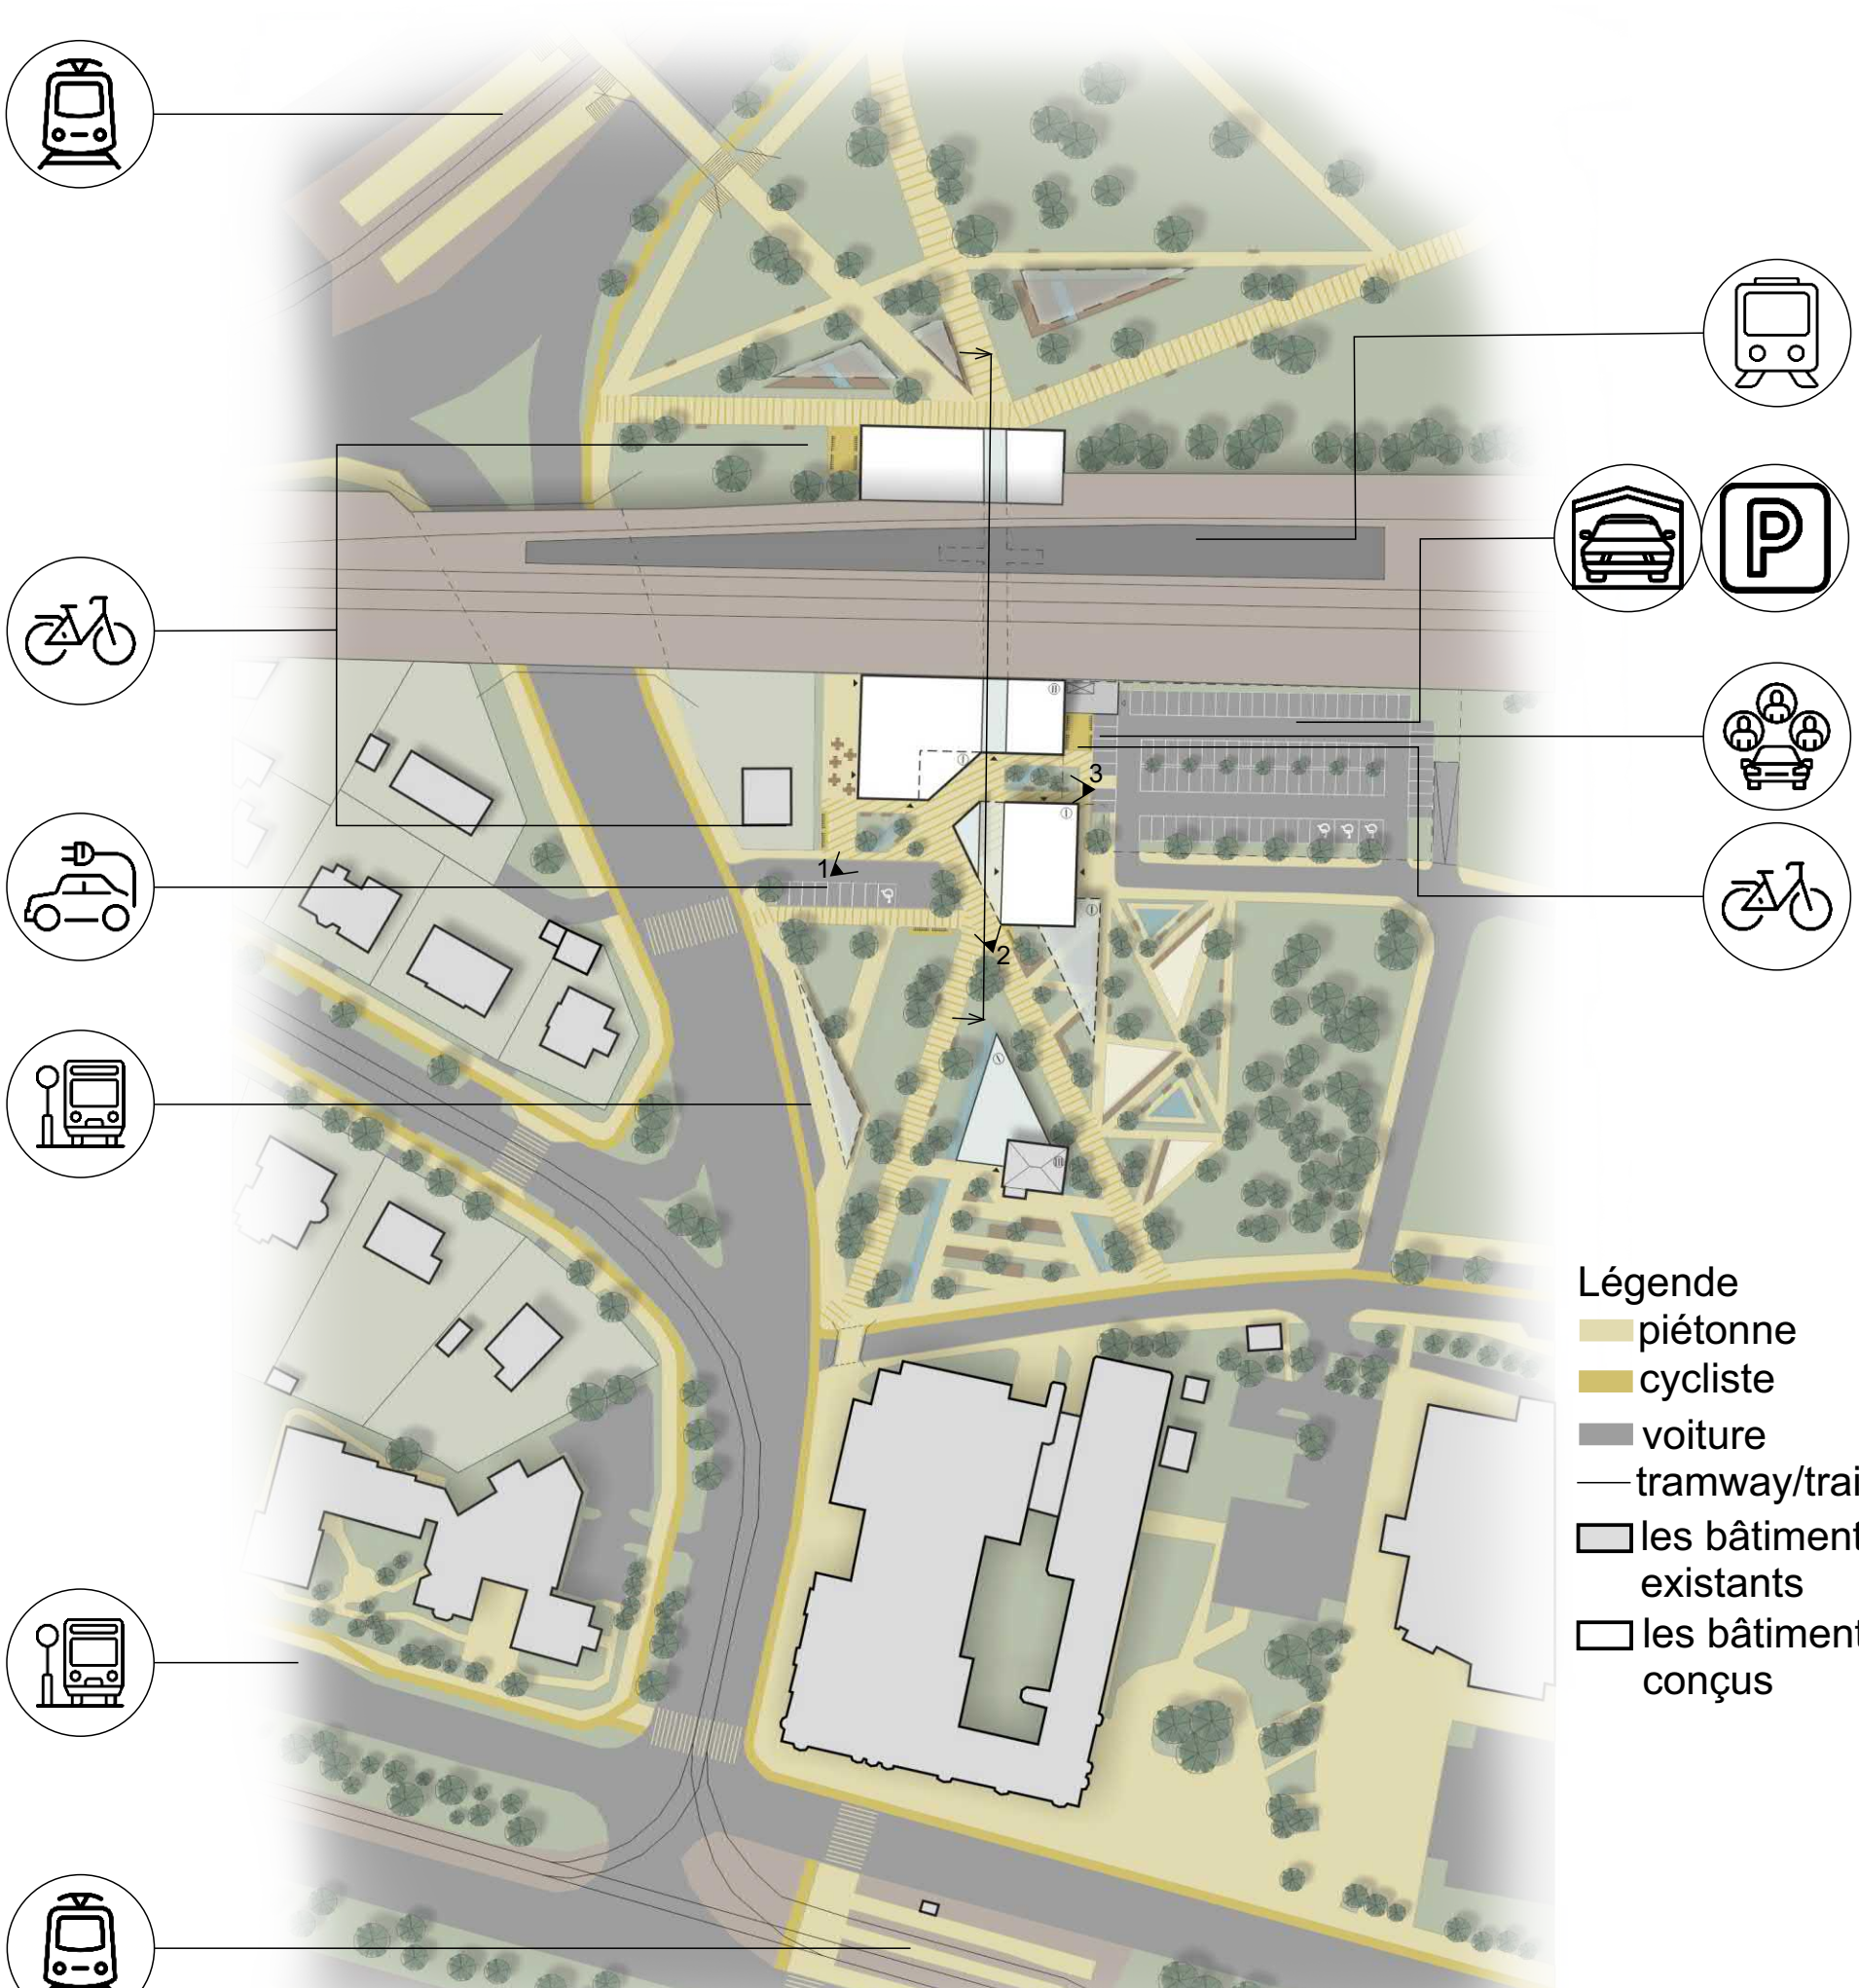 P
3
1
2
Légende
piétonne
cycliste
voiture
tramway/trai
les bâtiment
existants
les bâtiment
conçus